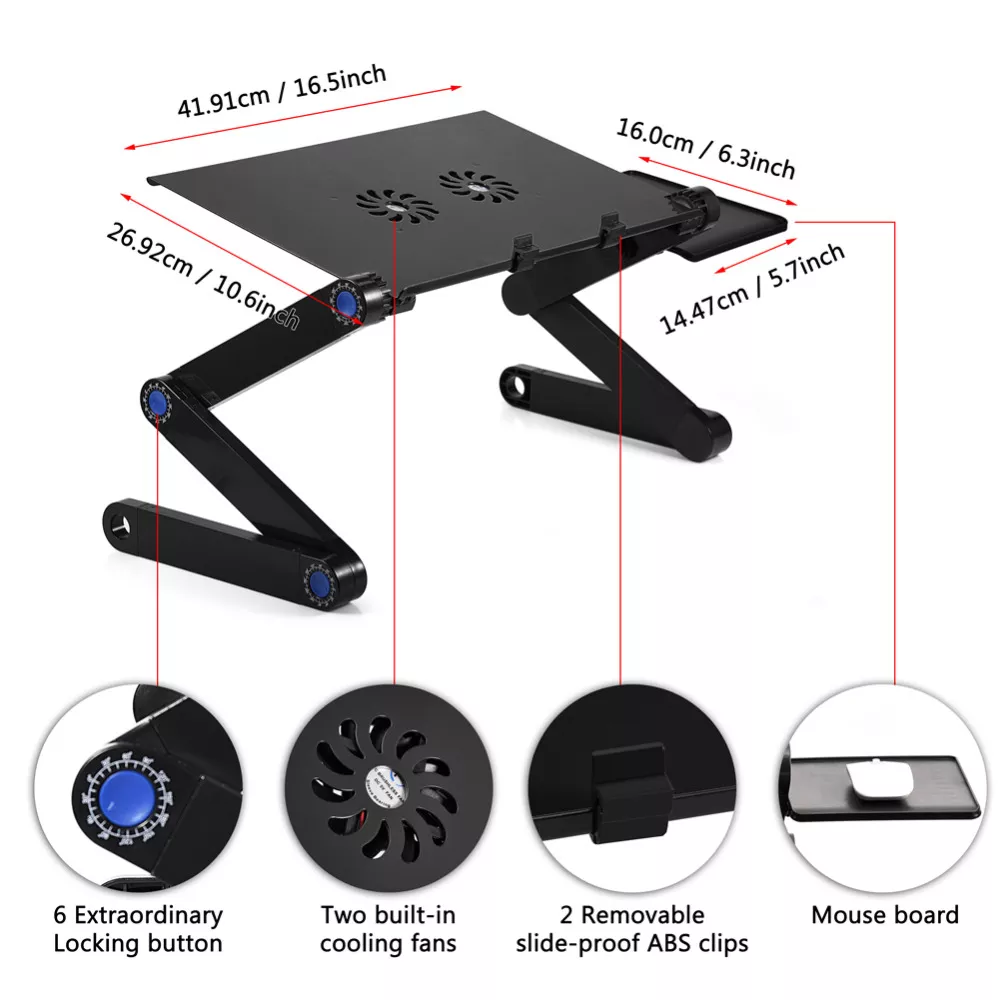 41.91cm / 16.5inch
16.0cm / 6.3inch
26.92cm / 10.6inch
14.47cm / 5.7inch
6 Extraordinary
Locking button
Two built-in
cooling fans
2 Removable
slide-proof ABS clips
Mouse board